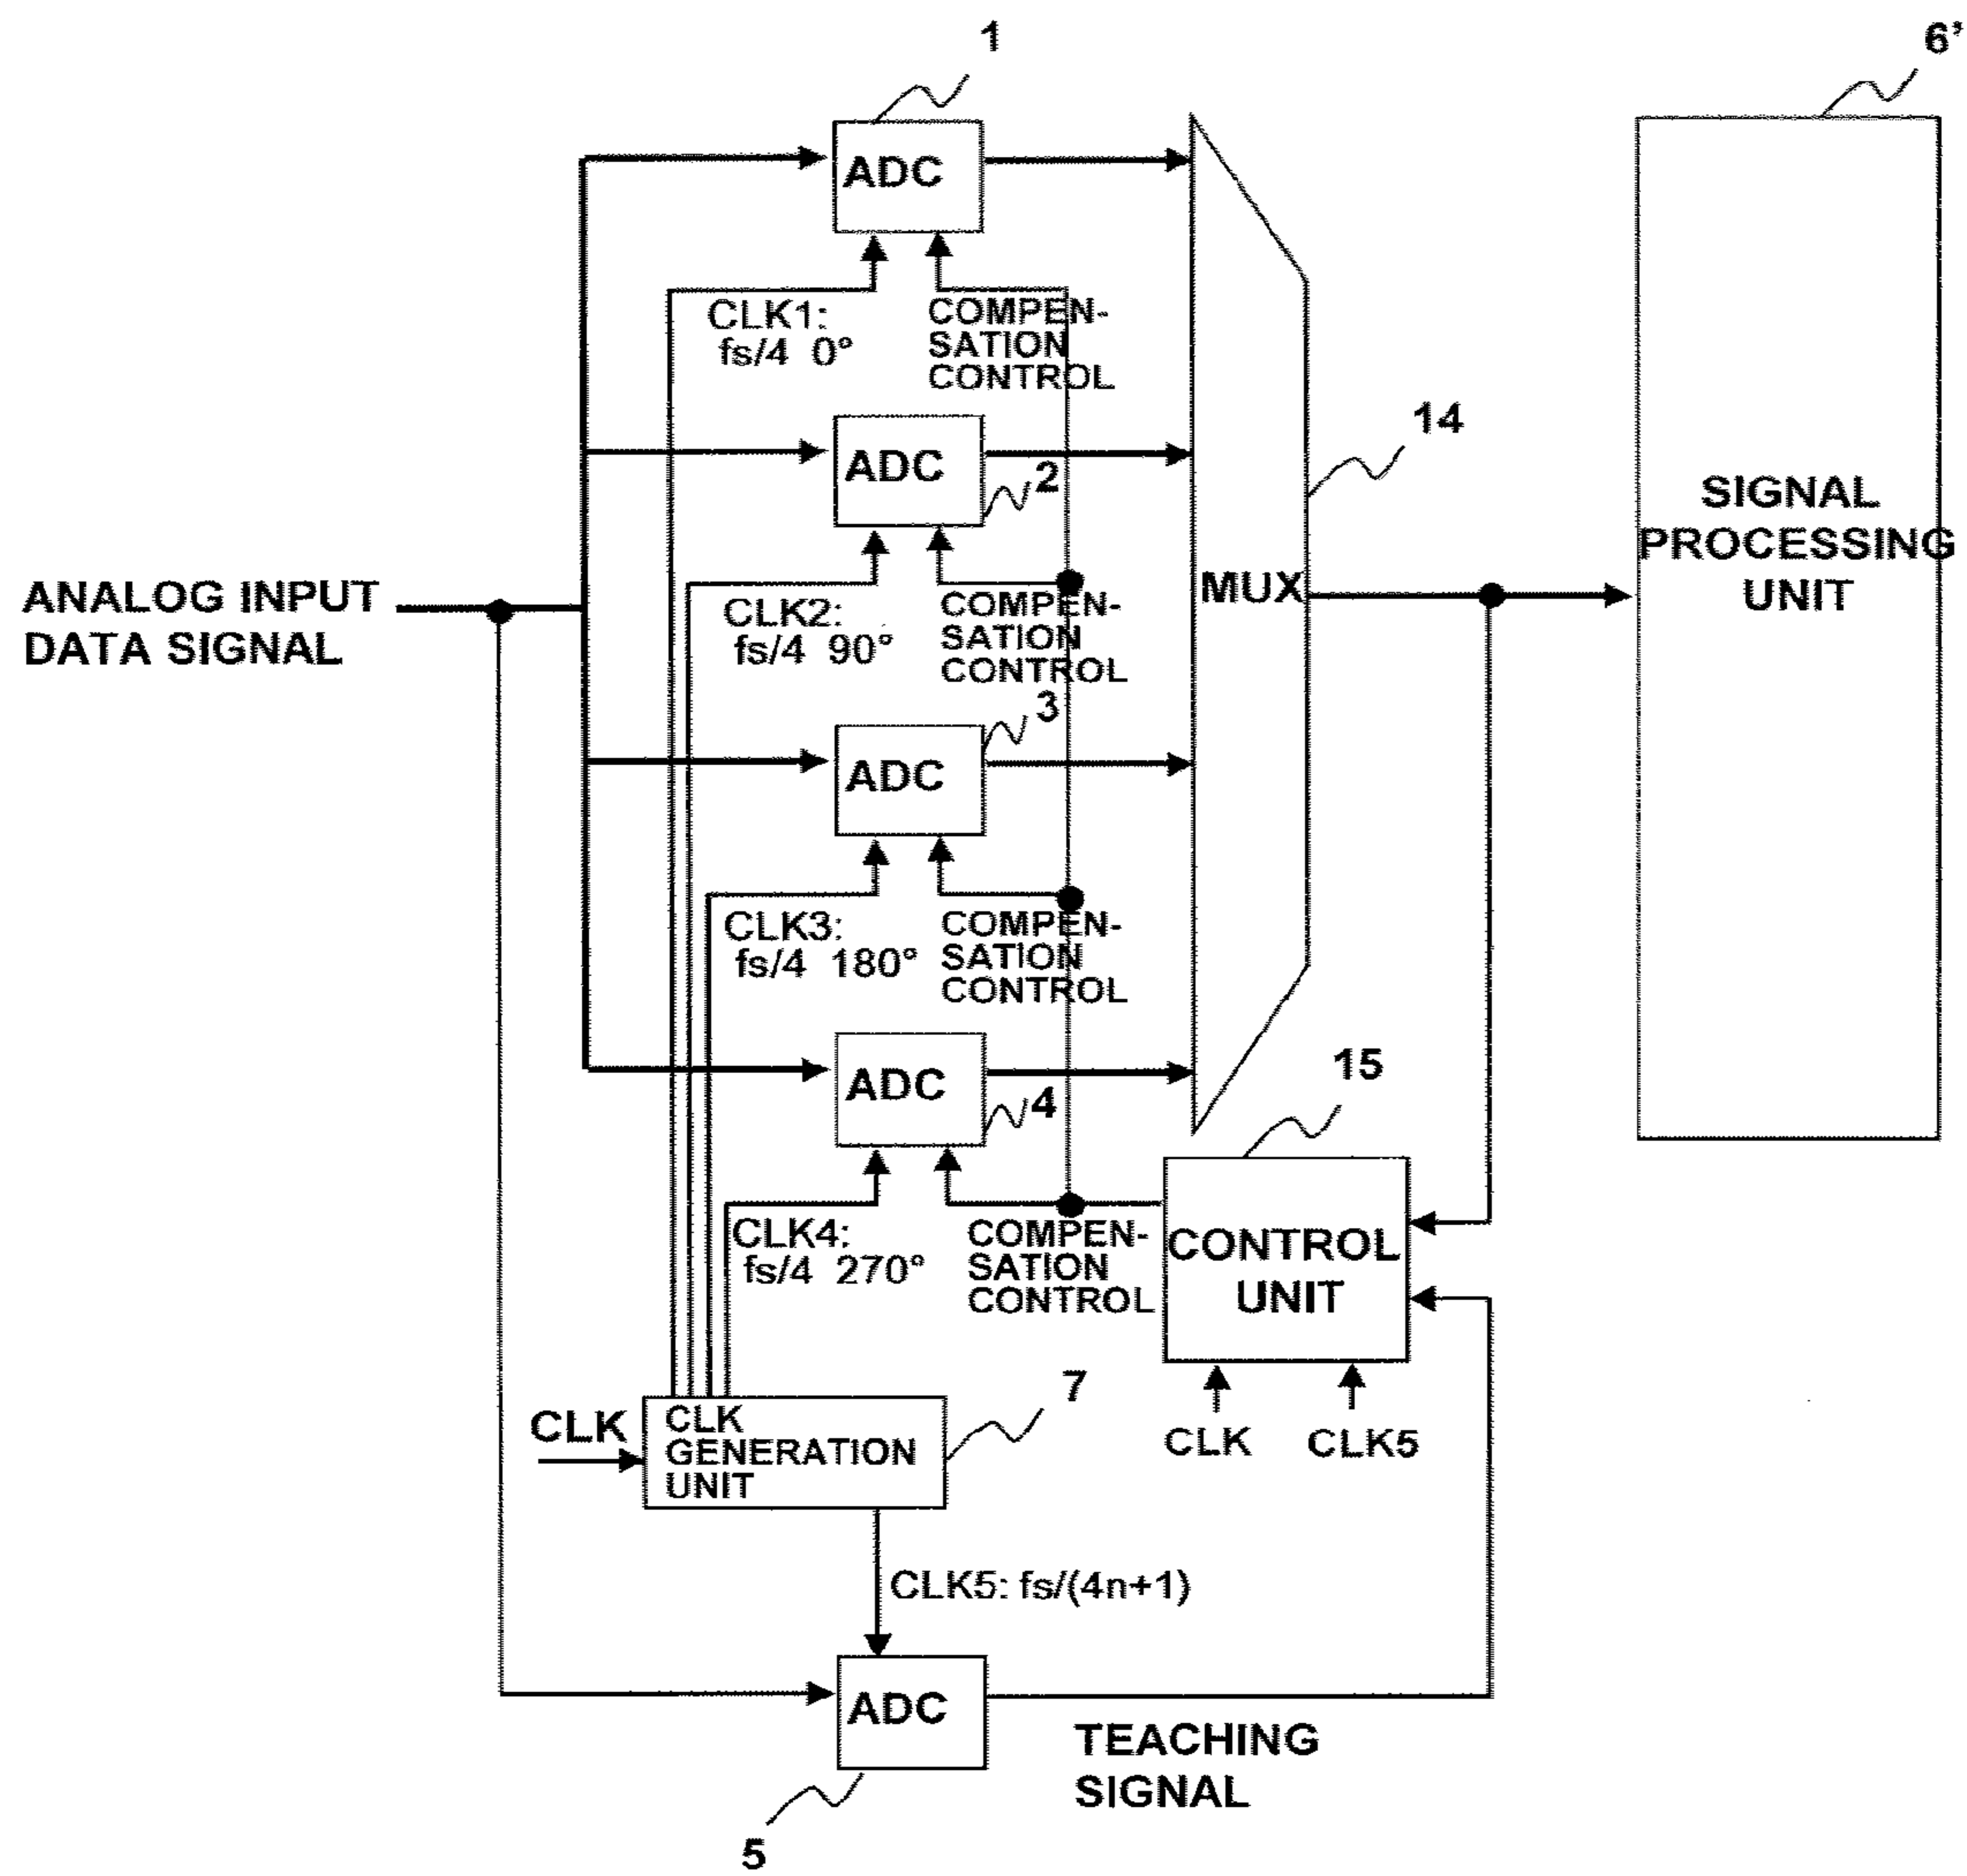 1
6’
ADC
CLK1:
fs/4 0°
COMPEN-
SATION
CONTROL
14
ADC
2
SIGNAL
PROCESSING
UNIT
ANALOG INPUT
DATA SIGNAL
MUX
CLK2:
fs/4 90°
COMPEN-
SATION
CONTROL
3
ADC
CLK3:
fs/4 180°
COMPEN-
SATION
CONTROL
15
ADC
4
CLK4:
fs/4 270°
COMPEN-
SATION
CONTROL
CONTROL
UNIT
7
CLK
CLK
GENERATION
UNIT
CLK
CLK5
CLK5: fs/(4n+1)
ADC
TEACHING
SIGNAL
5